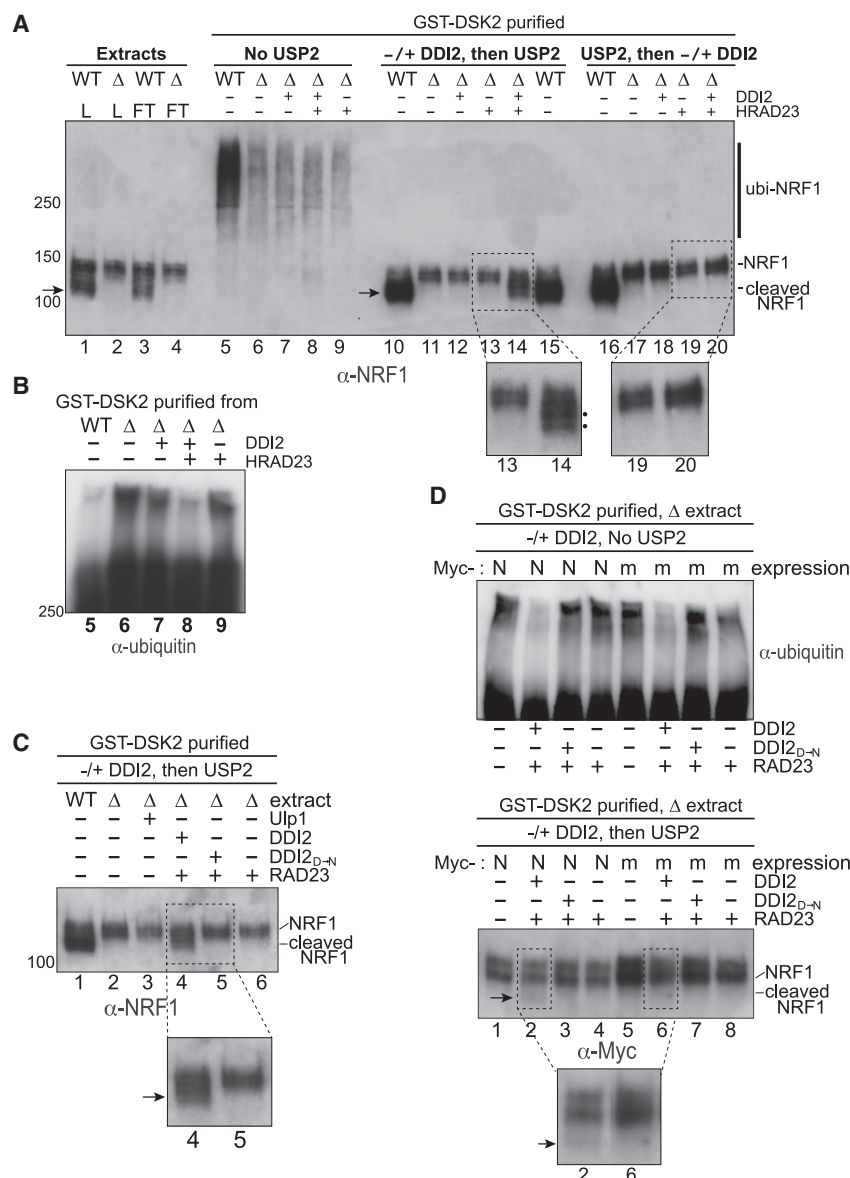 A
GST-DSK2 purified
Extracts No USP2 –/+ DDI2, then USP2 USP2, then –/+ DDI2
WT Δ WT Δ WT Δ Δ Δ Δ WT Δ Δ Δ Δ WT WT Δ Δ Δ Δ
– – + + – – – + – + – – – + – + DDI2
L L FT FT – – – + + – – – + + – – – – + + HRAD23
250
150
100
ubi-NRF1
-NRF1
cleaved
NRF1
1 2 3 4 5 6 7 8 9 10 11 12 13 14 15 16 17 18 19 20
α-NRF1
13 14
19 20
B
GST-DSK2 purified from
WT Δ Δ Δ Δ
– – + + – DDI2
– – – + + HRAD23
250
5 6 7 8 9
α-ubiquitin
C
GST-DSK2 purified
-/+ DDI2, then USP2
WT Δ Δ Δ Δ Δ extract
– – + – – – Ulp1
– – – + – – DDI2
– – – – + – DDI2D→N
– – – + + + RAD23
NRF1
cleaved
NRF1
100
1 2 3 4 5 6
α-NRF1
4 5
D
GST-DSK2 purified, Δ extract
-/+ DDI2, No USP2
Myc- : N N N N m m m m expression
α-ubiquitin
– + – – – + – – DDI2
– – + – – – + – DDI2D→N
– + + + – + + + RAD23
GST-DSK2 purified, Δ extract
-/+ DDI2, then USP2
Myc- : N N N N m m m m expression
– + – – – + – – DDI2
– – + – – – + – DDI2D→N
– + + + – + + + RAD23
NRF1
cleaved
NRF1
1 2 3 4 5 6 7 8
α-Myc
2 6